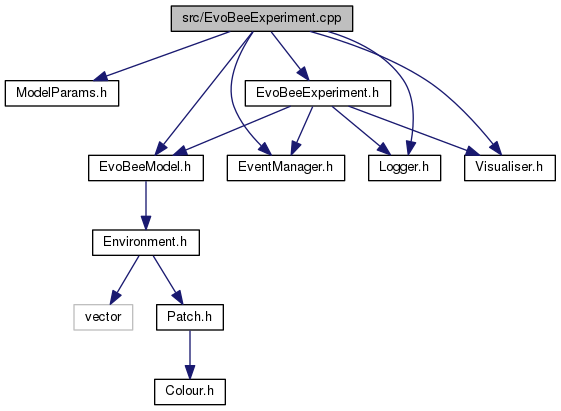 src/EvoBeeExperiment.cpp
ModelParams.h
EvoBeeExperiment.h
EvoBeeModel.h
EventManager.h
Logger.h
Visualiser.h
Environment.h
vector
Patch.h
Colour.h